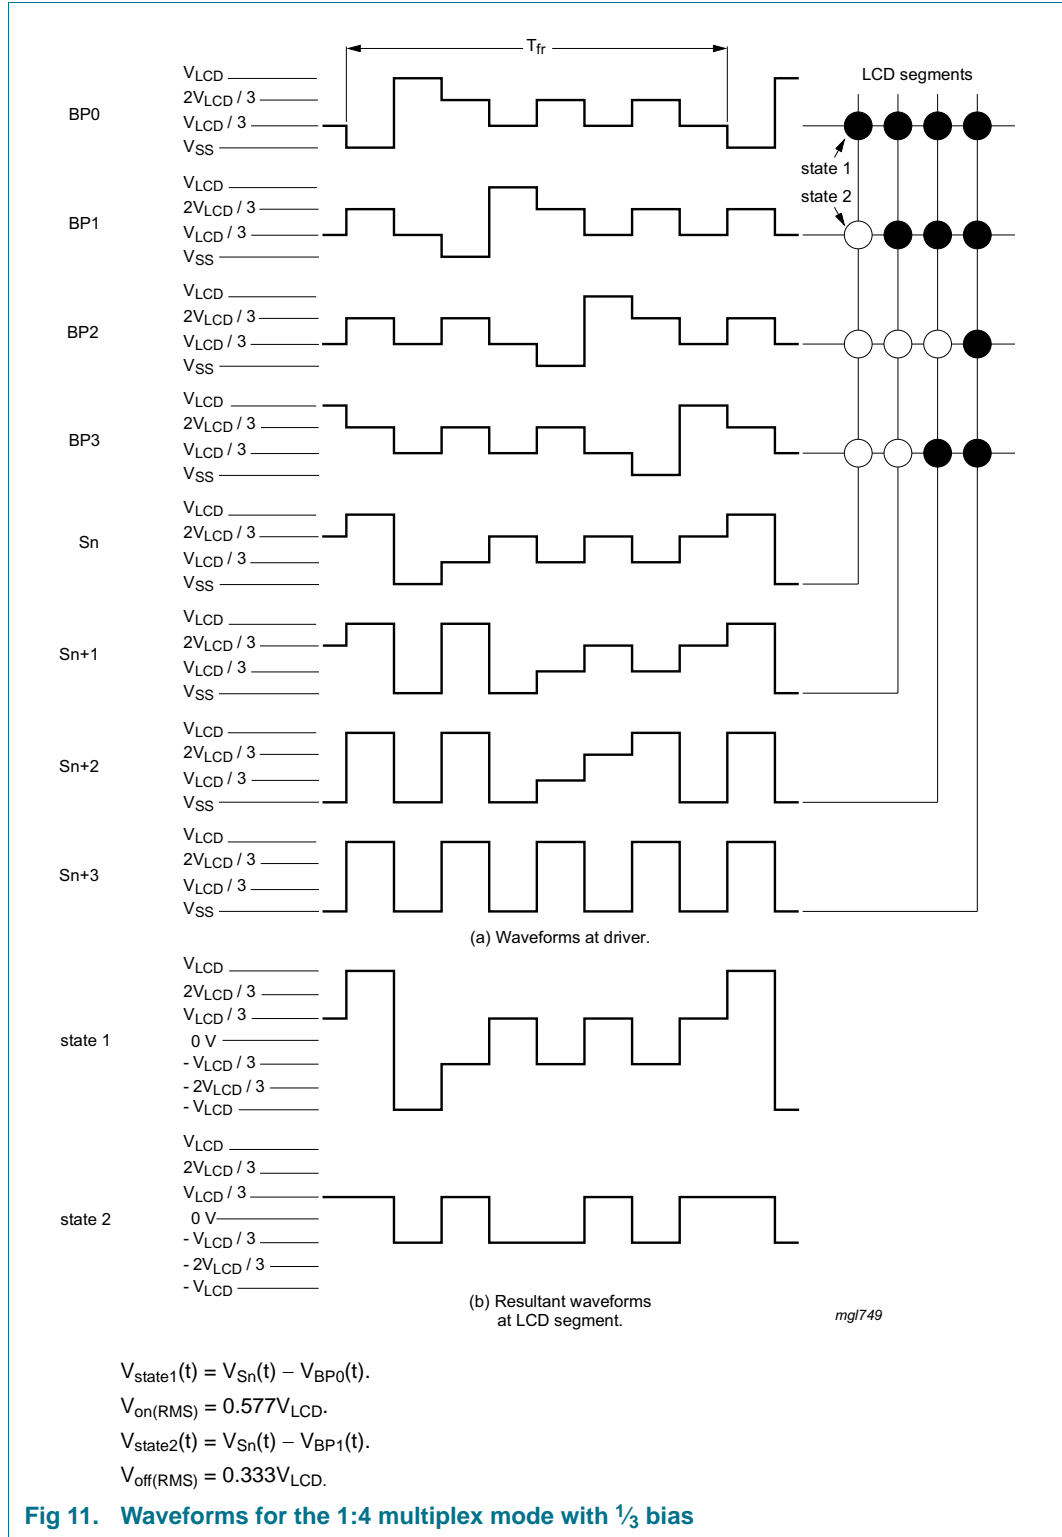 Tfr
LCD segments
BP0
VLCD
2VLCD / 3
VLCD / 3
VSS
state 1
state 2
BP1
VLCD
2VLCD / 3
VLCD / 3
VSS
BP2
VLCD
2VLCD / 3
VLCD / 3
VSS
BP3
VLCD
2VLCD / 3
VLCD / 3
VSS
Sn
VLCD
2VLCD / 3
VLCD / 3
VSS
Sn+1
VLCD
2VLCD / 3
VLCD / 3
VSS
Sn+2
VLCD
2VLCD / 3
VLCD / 3
VSS
Sn+3
VLCD
2VLCD / 3
VLCD / 3
VSS
(a) Waveforms at driver.
state 1
VLCD
2VLCD / 3
VLCD / 3
0 V
- VLCD / 3
- 2VLCD / 3
- VLCD
state 2
VLCD
2VLCD / 3
VLCD / 3
0 V
- VLCD / 3
- 2VLCD / 3
- VLCD
(b) Resultant waveforms
at LCD segment.
mgl749
Vstate1(t) = VSn(t) − VBP0(t).
Von(RMS) = 0.577VLCD.
Vstate2(t) = VSn(t) − VBP1(t).
Voff(RMS) = 0.333VLCD.
Fig 11. Waveforms for the 1:4 multiplex mode with 1⁄3 bias